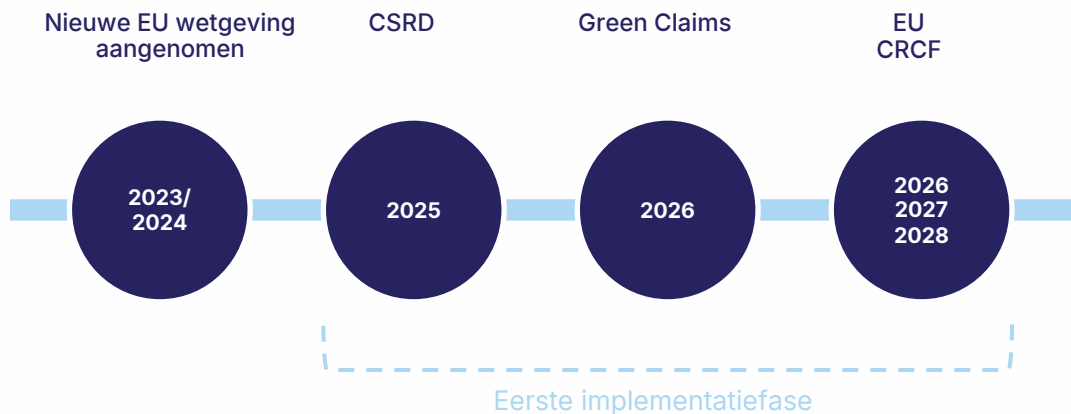 Nieuwe EU wetgeving
aangenomen
CSRD
Green Claims
EU
CRCF
2023/
2024
2025
2026
2026
2027
2028
Eerste implementatiefase